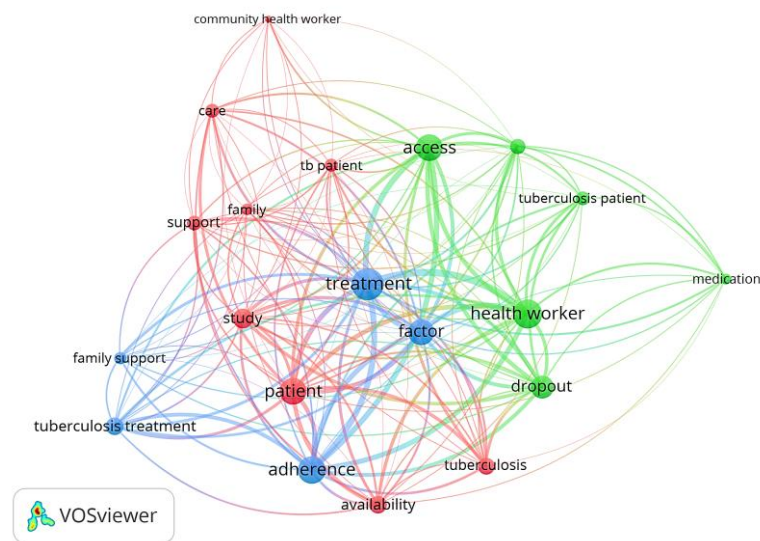 community health worker
care
access
tb patient
tuberculosis patient
family
support
medication
treatment
health worker
study
factor
family support
dropout
patient
tuberculosis treatment
tuberculosis
adherence
availability
VOSviewer